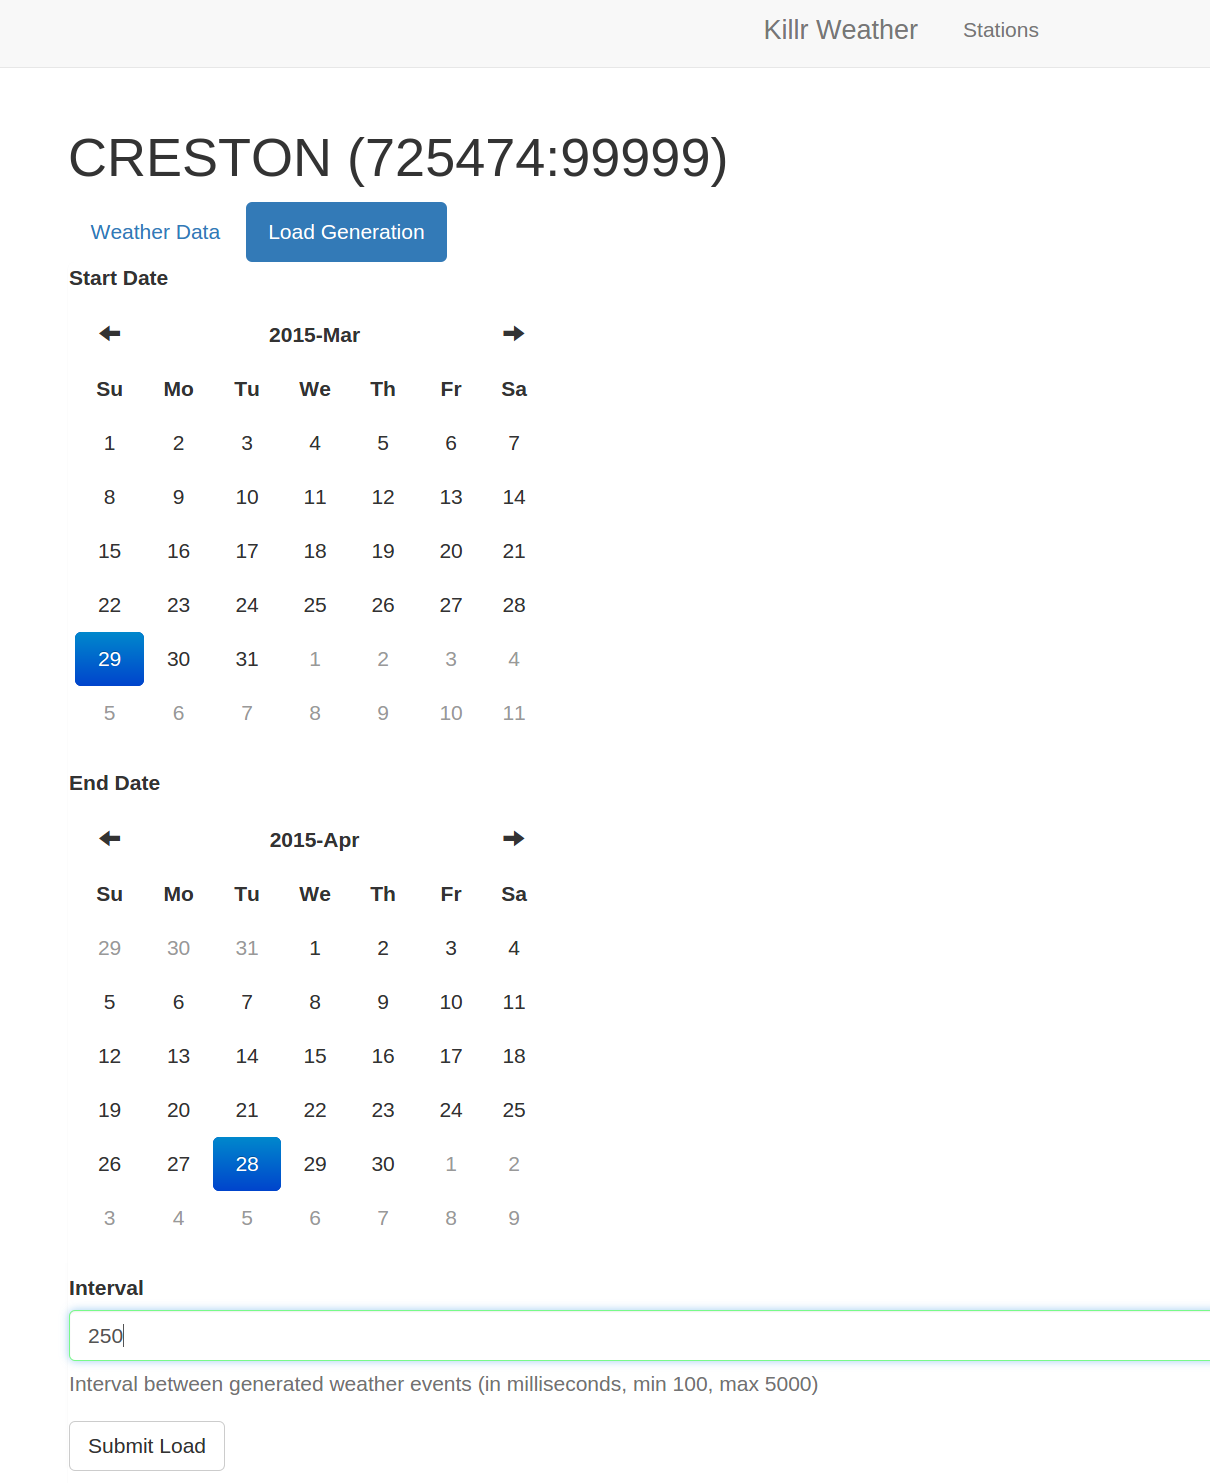 Killr Weather Stations
CRESTON (725474:99999)
Weather Data Load Generation
Start Date
2015-Mar
Su Mo Tu We Th Fr Sa
1 2 3 4 5 6 7
8 9 10 11 12 13 14
15 16 17 18 19 20 21
22 23 24 25 26 27 28
29 30 31 1 2 3 4
5 6 7 8 9 10 11
End Date
2015-Apr
Su Mo Tu We Th Fr Sa
29 30 31 1 2 3 4
5 6 7 8 9 10 11
12 13 14 15 16 17 18
19 20 21 22 23 24 25
26 27 28 29 30 1 2
3 4 5 6 7 8 9
Interval
250
Interval between generated weather events (in milliseconds, min 100, max 5000)
Submit Load